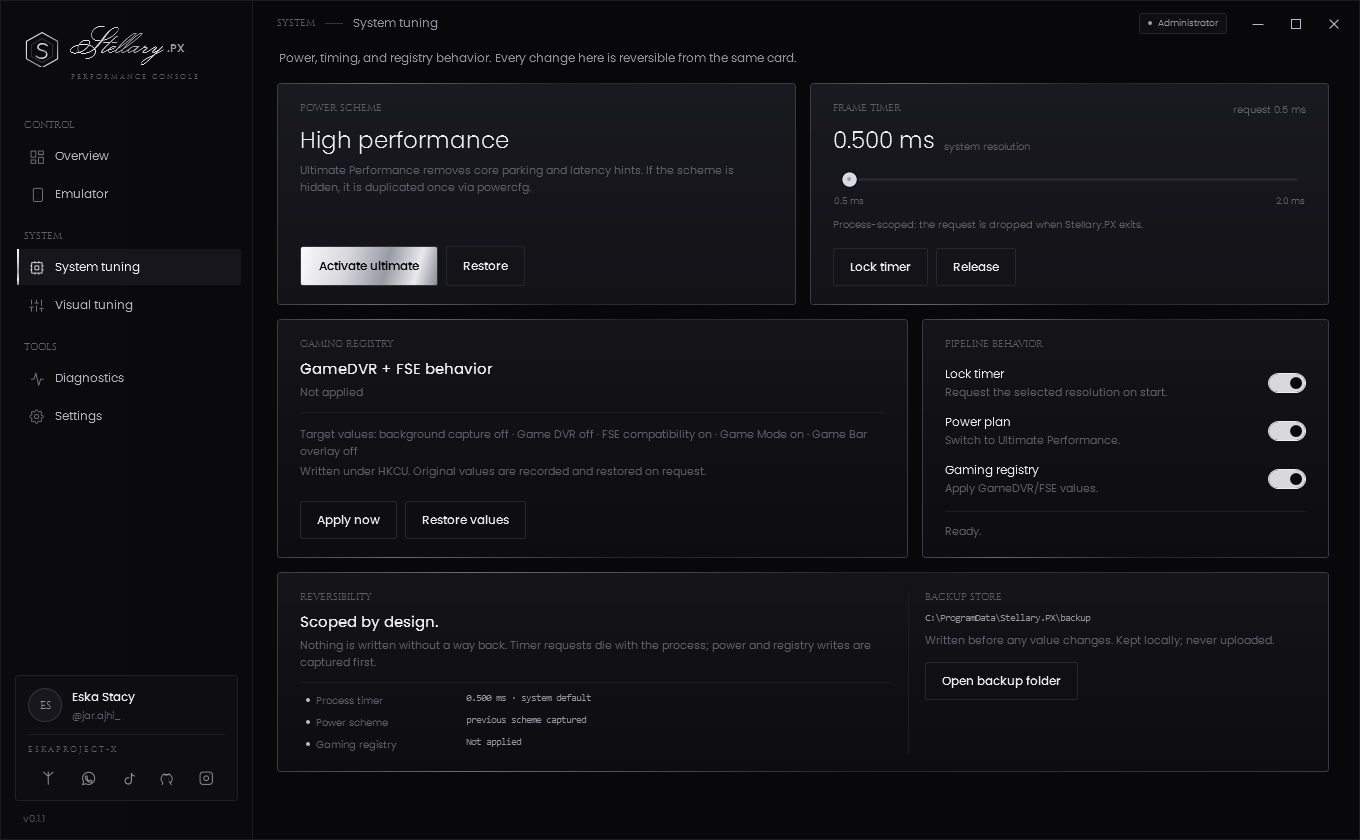 S Stellary.PX
PERFORMANCE CONSOLE
CONTROL
Overview
Emulator
SYSTEM
System tuning
Visual tuning
TOOLS
Diagnostics
Settings
ES
Eska Stacy
@jar.ajhi_
ESKAPROJECT-X
v0.1.1
SYSTEM — System tuning
Administrator
Power, timing, and registry behavior. Every change here is reversible from the same card.
POWER SCHEME
High performance
Ultimate Performance removes core parking and latency hints. If the scheme is
hidden, it is duplicated once via powercfg.
Activate ultimate
Restore
FRAME TIMER
request 0.5 ms
0.500 ms system resolution
0.5 ms
2.0 ms
Process-scoped: the request is dropped when Stellary.PX exits.
Lock timer
Release
GAMING REGISTRY
GameDVR + FSE behavior
Not applied
Target values: background capture off · Game DVR off · FSE compatibility on · Game Mode on · Game Bar
overlay off
Written under HKCU. Original values are recorded and restored on request.
Apply now
Restore values
PIPELINE BEHAVIOR
Lock timer
Request the selected resolution on start.
Power plan
Switch to Ultimate Performance.
Gaming registry
Apply GameDVR/FSE values.
Ready.
REVERSIBILITY
Scoped by design.
Nothing is written without a way back. Timer requests die with the process; power and registry writes are
captured first.
Process timer 0.500 ms · system default
Power scheme previous scheme captured
Gaming registry Not applied
BACKUP STORE
C:\ProgramData\Stellary.PX\backup
Written before any value changes. Kept locally; never uploaded.
Open backup folder